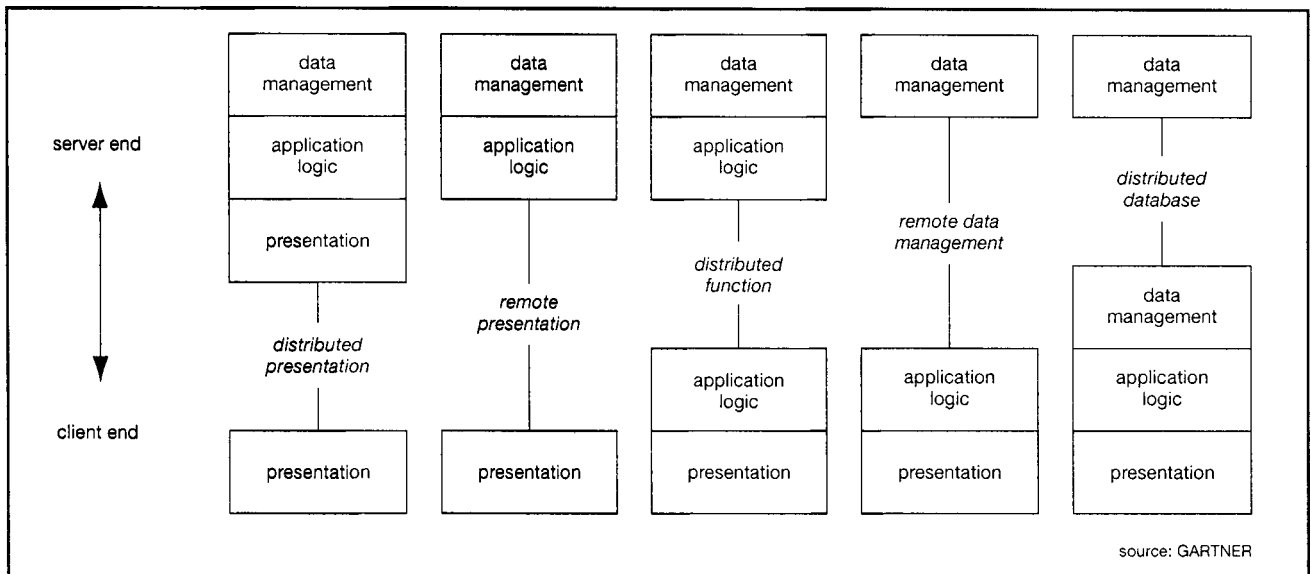 server end
client end
data
management
application
logic
presentation
distributed
presentation
presentation
data
management
application
logic
remote
presentation
presentation
data
management
application
logic
distributed
function
application
logic
presentation
data
management
remote data
management
application
logic
presentation
data
management
distributed
database
data
management
application
logic
presentation
source: GARTNER